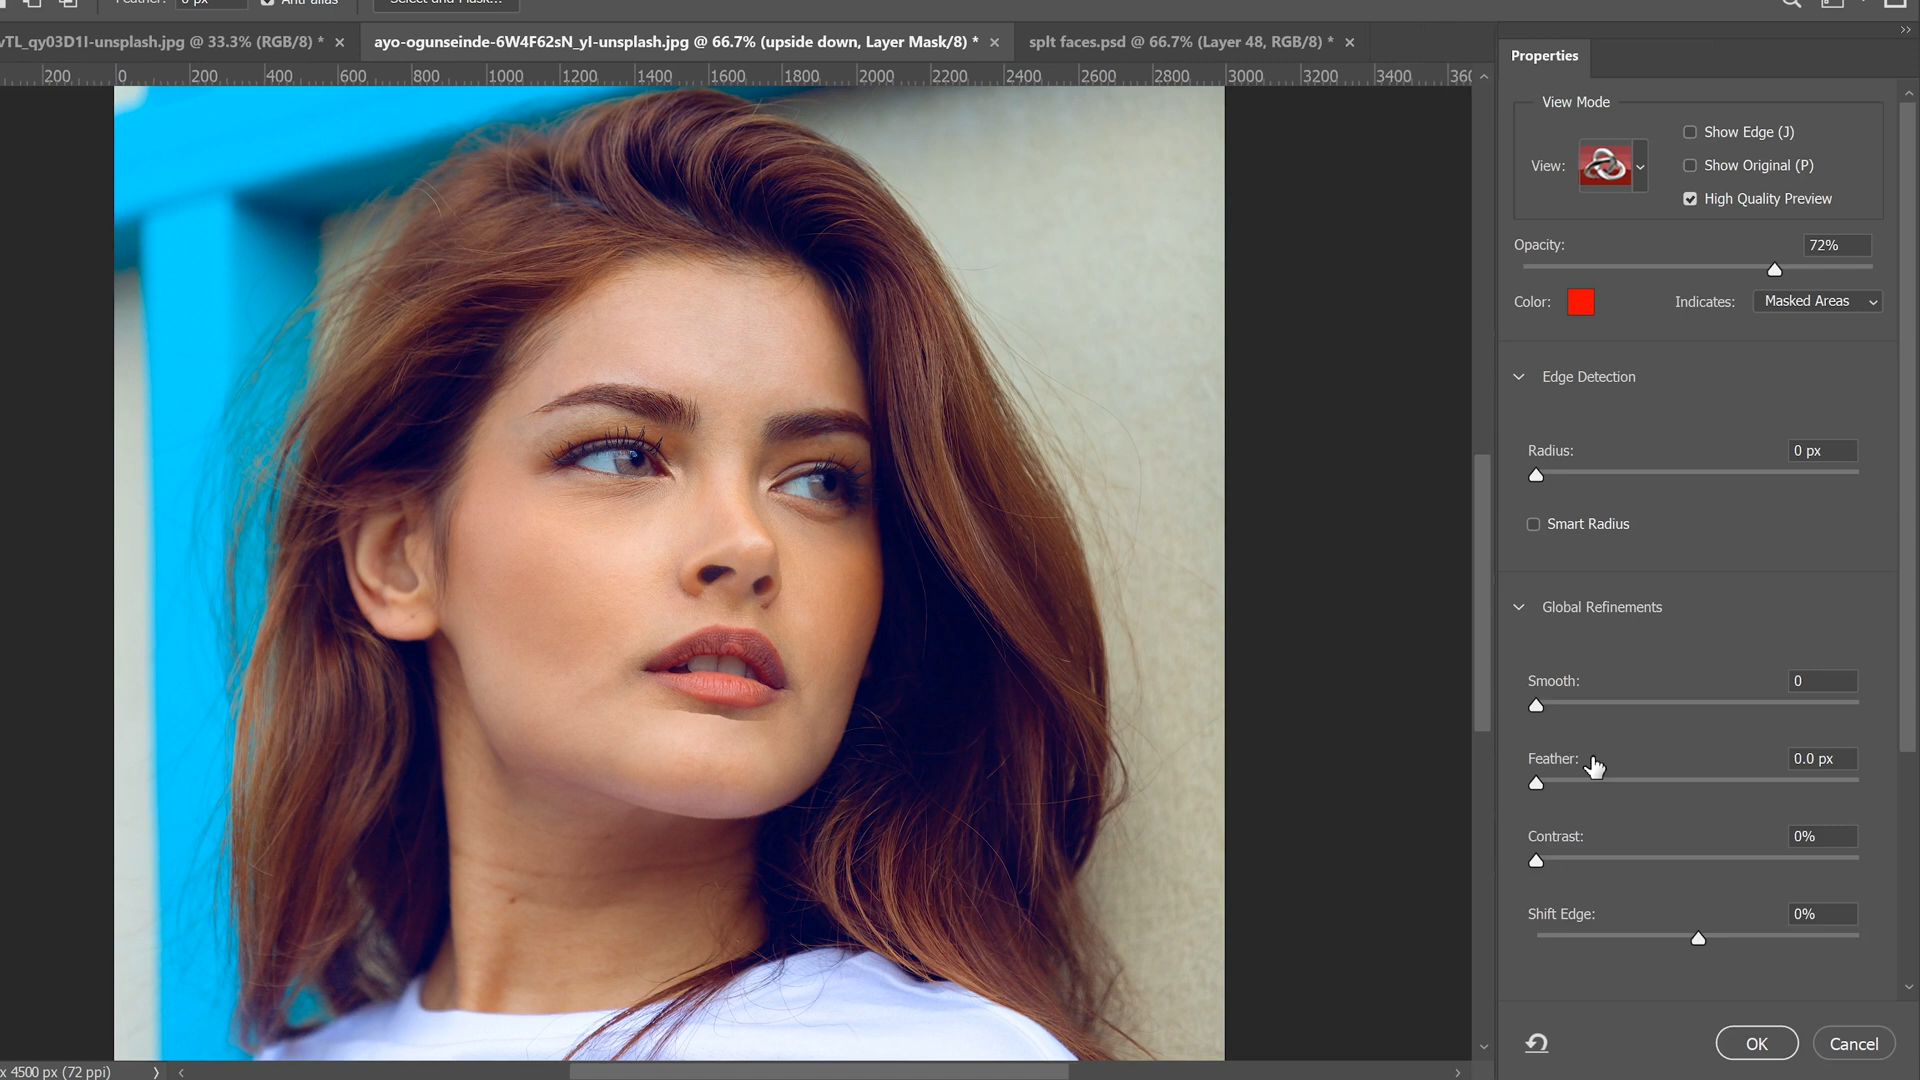 Feather: 0 px Anti-alias Select and Mask...
vTL_qy03D1I-unsplash.jpg @ 33.3% (RGB/8) * ayo-ogunseinde-6W4F62sN_yI-unsplash.jpg @ 66.7% (upside down, Layer Mask/8) * splt faces.psd @ 66.7% (Layer 48, RGB/8) *
200 0 200 400 600 800 1000 1200 1400 1600 1800 2000 2200 2400 2600 2800 3000 3200 3400
Properties
View Mode
Show Edge (J)
View: Show Original (P)
High Quality Preview
Opacity: 72%
Color: Indicates: Masked Areas
Edge Detection
Radius: 0 px
Smart Radius
Global Refinements
Smooth: 0
Feather: 0.0 px
Contrast: 0%
Shift Edge: 0%
OK Cancel
x 4500 px (72 ppi)